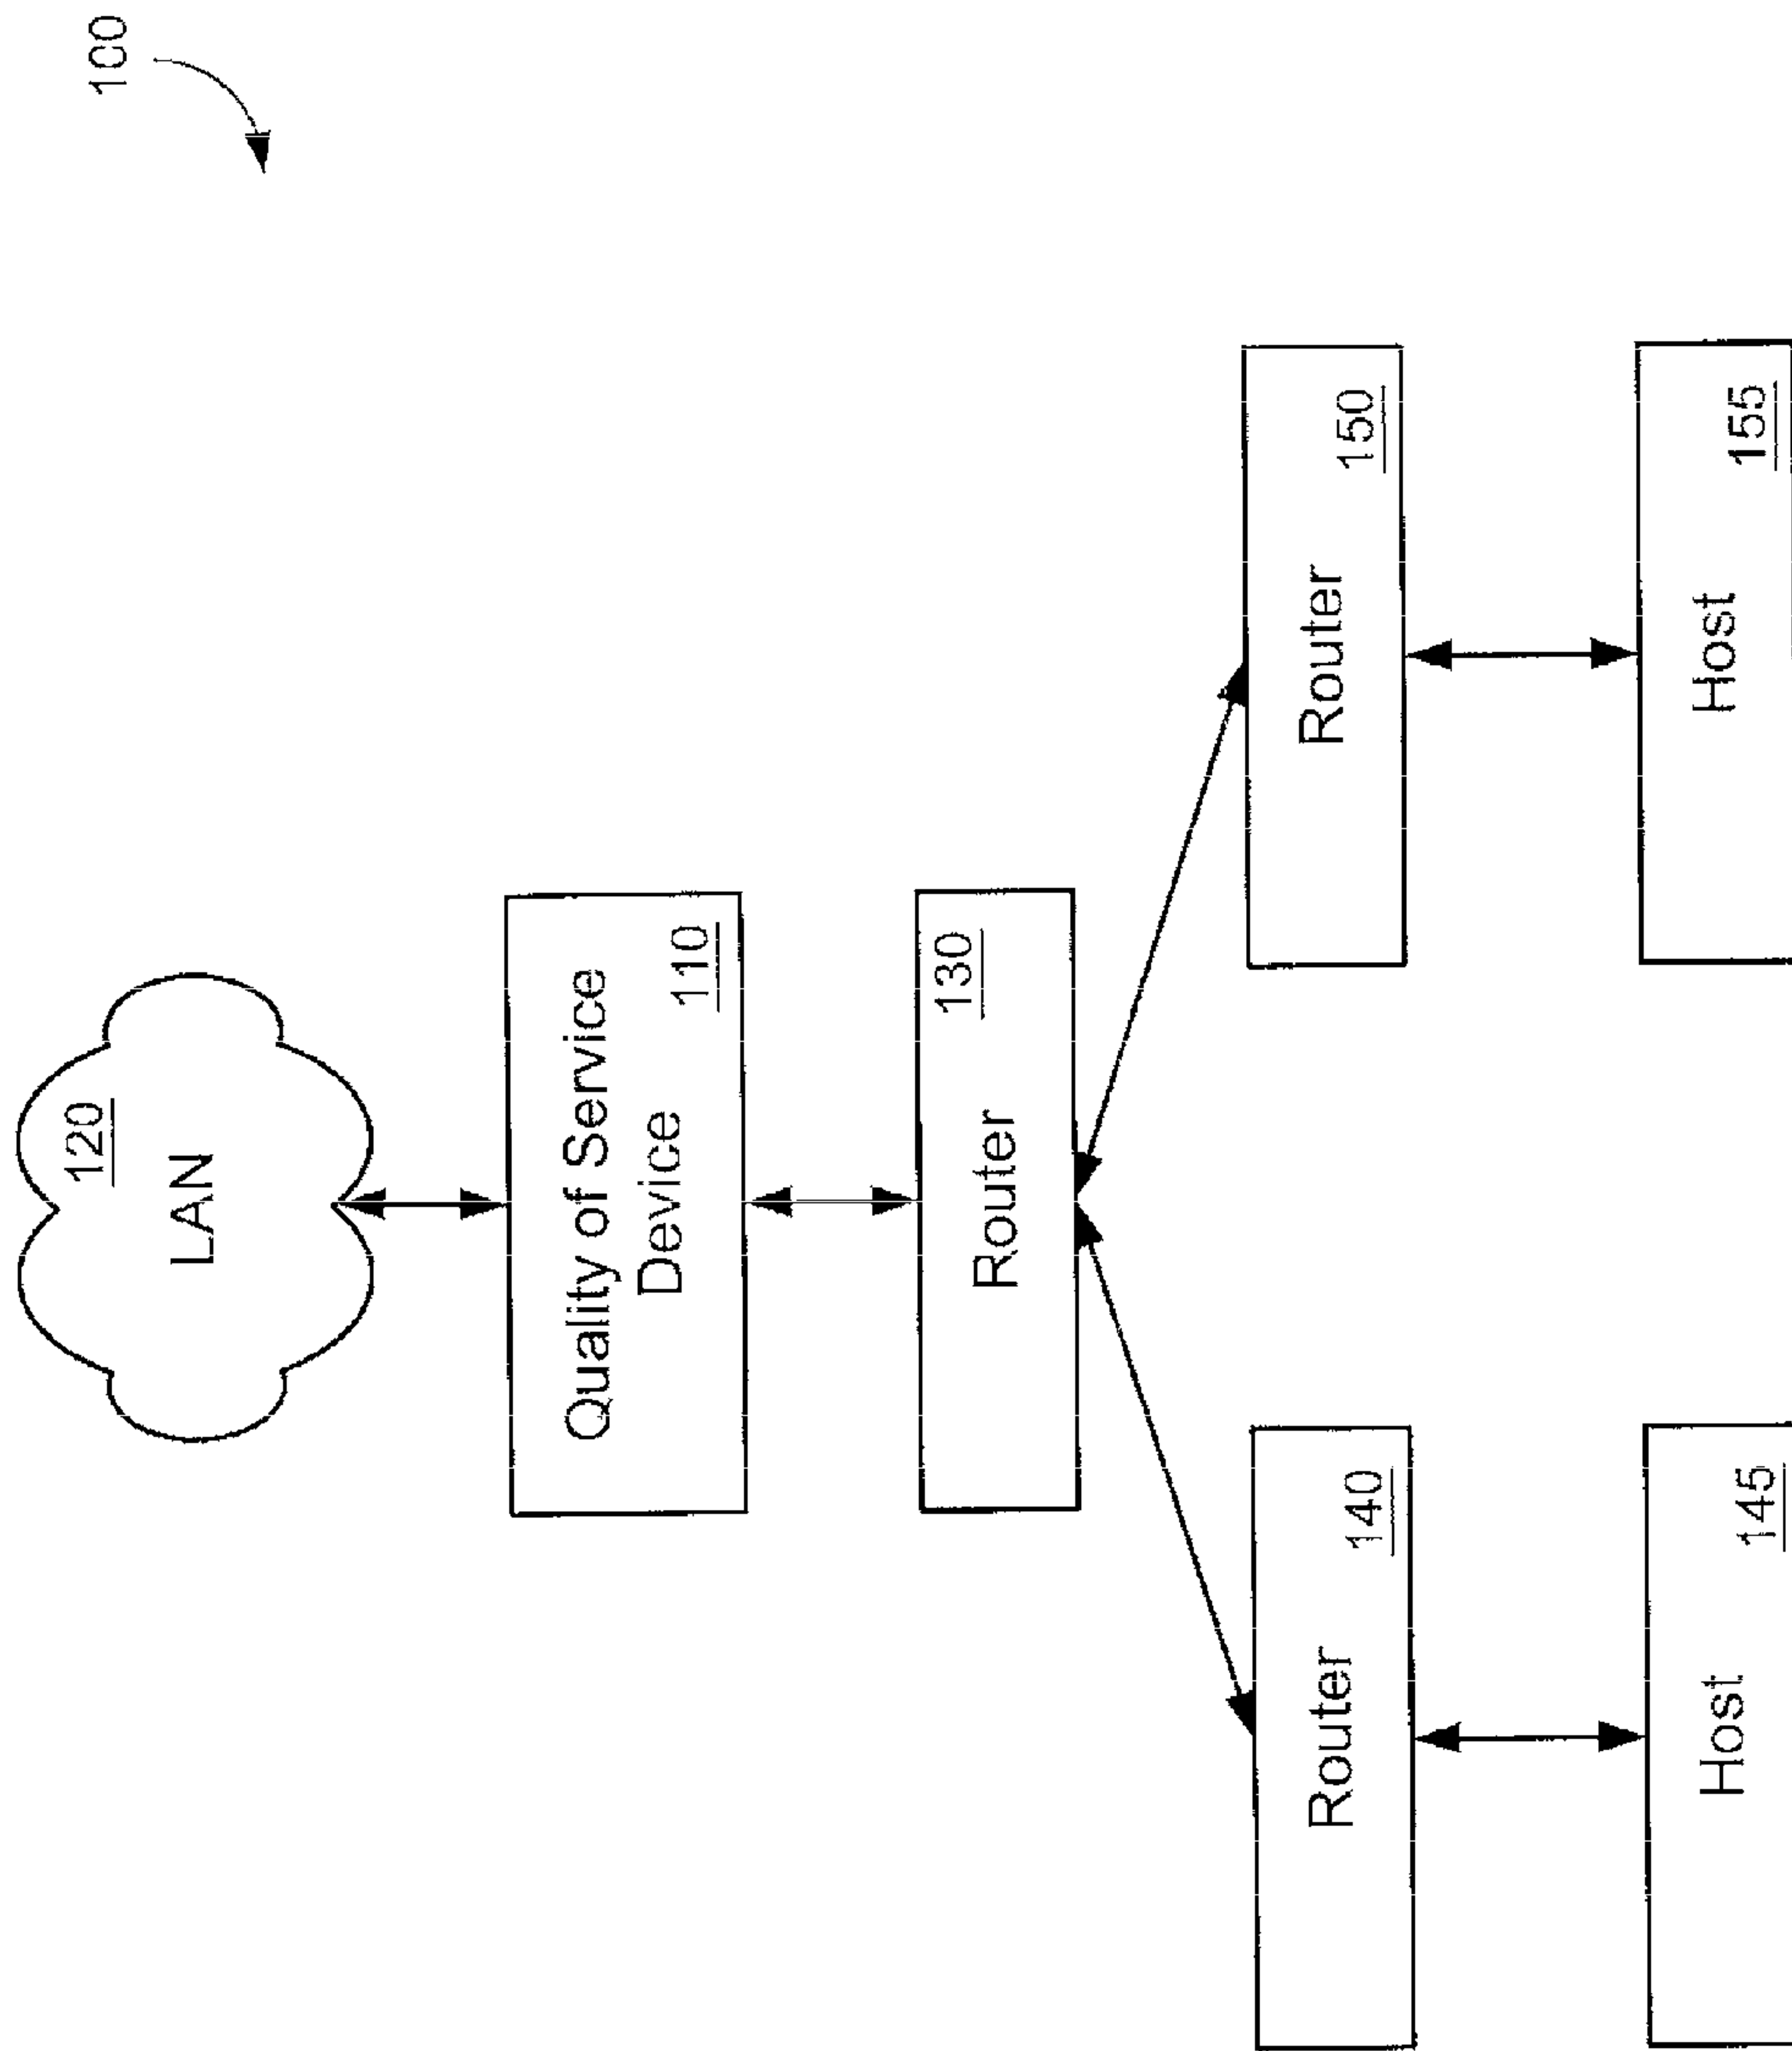 100
120
LAN
Quality of Service
Device
110
130
Router
Router
150
Router
140
Host
155
Host
145